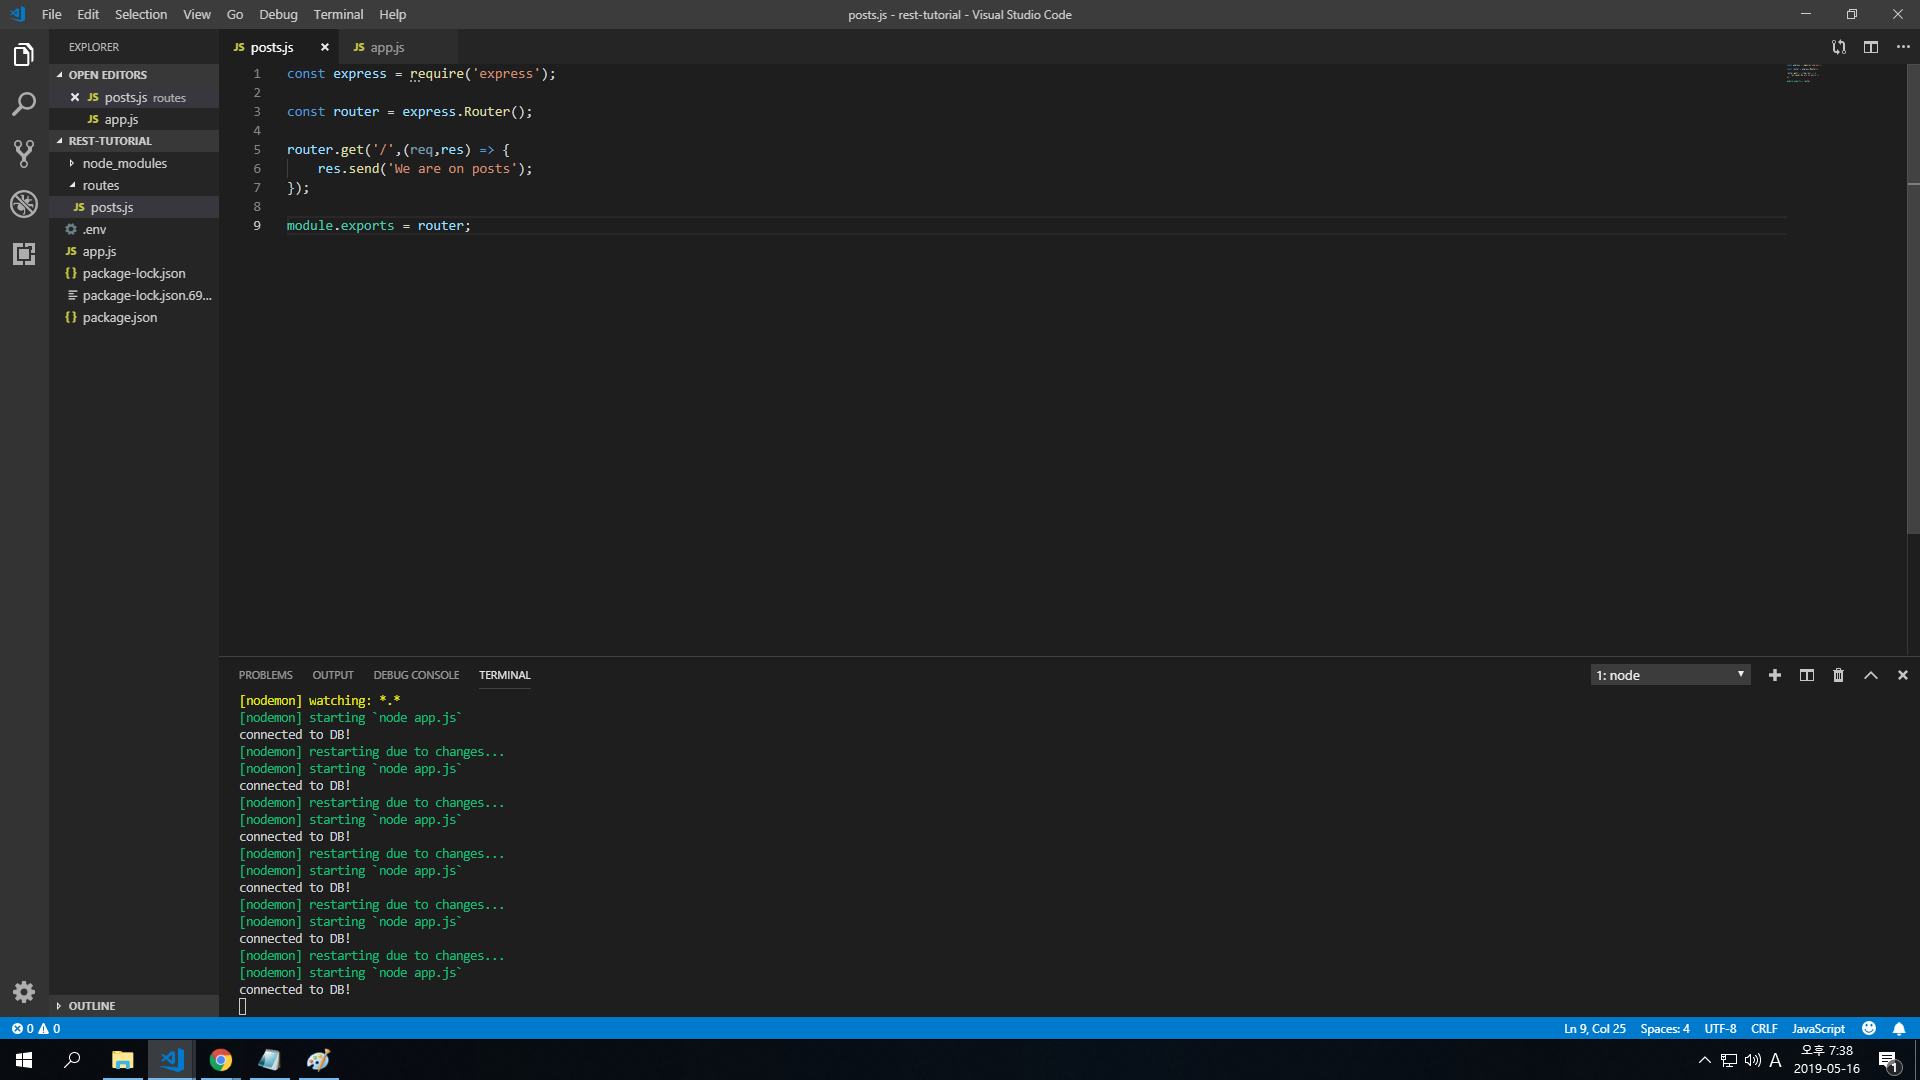 File Edit Selection View Go Debug Terminal Help
posts.js - rest-tutorial - Visual Studio Code
EXPLORER
OPEN EDITORS
JS posts.js routes
JS app.js
REST-TUTORIAL
node_modules
routes
JS posts.js
.env
JS app.js
{} package-lock.json
package-lock.json.69...
{} package.json
OUTLINE
JS posts.js
JS app.js
1 const express = require('express');
2
3 const router = express.Router();
4
5 router.get('/',(req,res) => {
6 res.send('We are on posts');
7 });
8
9 module.exports = router;
PROBLEMS OUTPUT DEBUG CONSOLE TERMINAL
1: node
[nodemon] watching: *.*
[nodemon] starting `node app.js`
connected to DB!
[nodemon] restarting due to changes...
[nodemon] starting `node app.js`
connected to DB!
[nodemon] restarting due to changes...
[nodemon] starting `node app.js`
connected to DB!
[nodemon] restarting due to changes...
[nodemon] starting `node app.js`
connected to DB!
[nodemon] restarting due to changes...
[nodemon] starting `node app.js`
connected to DB!
[nodemon] restarting due to changes...
[nodemon] starting `node app.js`
connected to DB!
0 0
Ln 9, Col 25 Spaces: 4 UTF-8 CRLF JavaScript
A
오후 7:38
2019-05-16
1